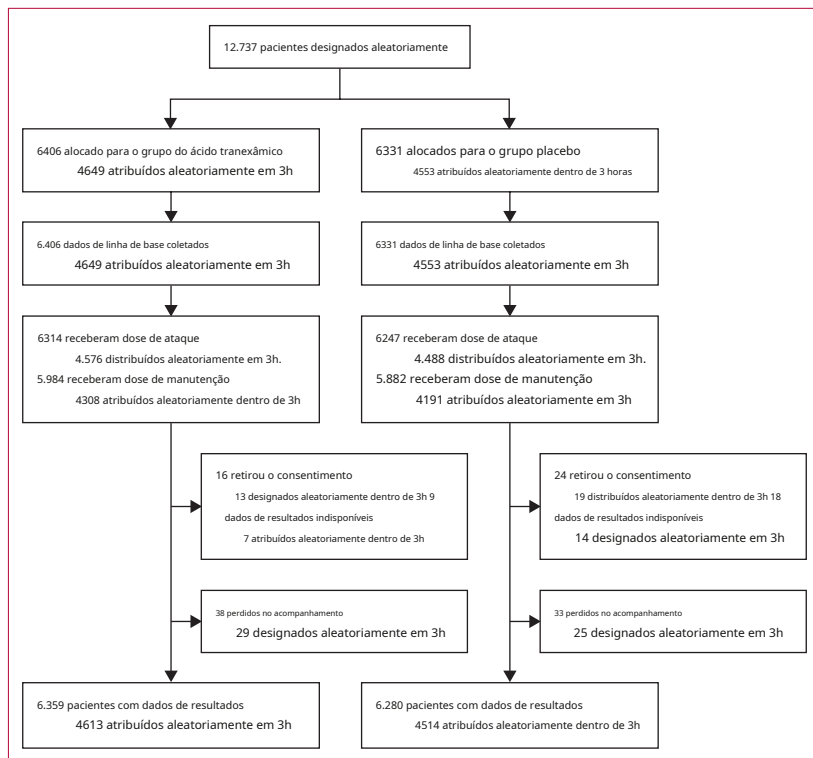 12.737 pacientes designados aleatoriamente
6406 alocado para o grupo do ácido tranexâmico
4649 atribuídos aleatoriamente em 3h
6331 alocados para o grupo placebo
4553 atribuídos aleatoriamente dentro de 3 horas
6.406 dados de linha de base coletados
4649 atribuídos aleatoriamente em 3h
6331 dados de linha de base coletados
4553 atribuídos aleatoriamente em 3h
6314 receberam dose de ataque
4.576 distribuídos aleatoriamente em 3h.
5.984 receberam dose de manutenção
4308 atribuídos aleatoriamente dentro de 3h
6247 receberam dose de ataque
4.488 distribuídos aleatoriamente em 3h.
5.882 receberam dose de manutenção
4191 atribuídos aleatoriamente em 3h
16 retirou o consentimento
13 designados aleatoriamente dentro de 3h 9
dados de resultados indisponíveis
7 atribuídos aleatoriamente dentro de 3h
24 retirou o consentimento
19 distribuídos aleatoriamente dentro de 3h 18
dados de resultados indisponíveis
14 designados aleatoriamente em 3h
38 perdidos no acompanhamento
29 designados aleatoriamente em 3h
33 perdidos no acompanhamento
25 designados aleatoriamente em 3h
6.359 pacientes com dados de resultados
4613 atribuídos aleatoriamente em 3h
6.280 pacientes com dados de resultados
4514 atribuídos aleatoriamente dentro de 3h